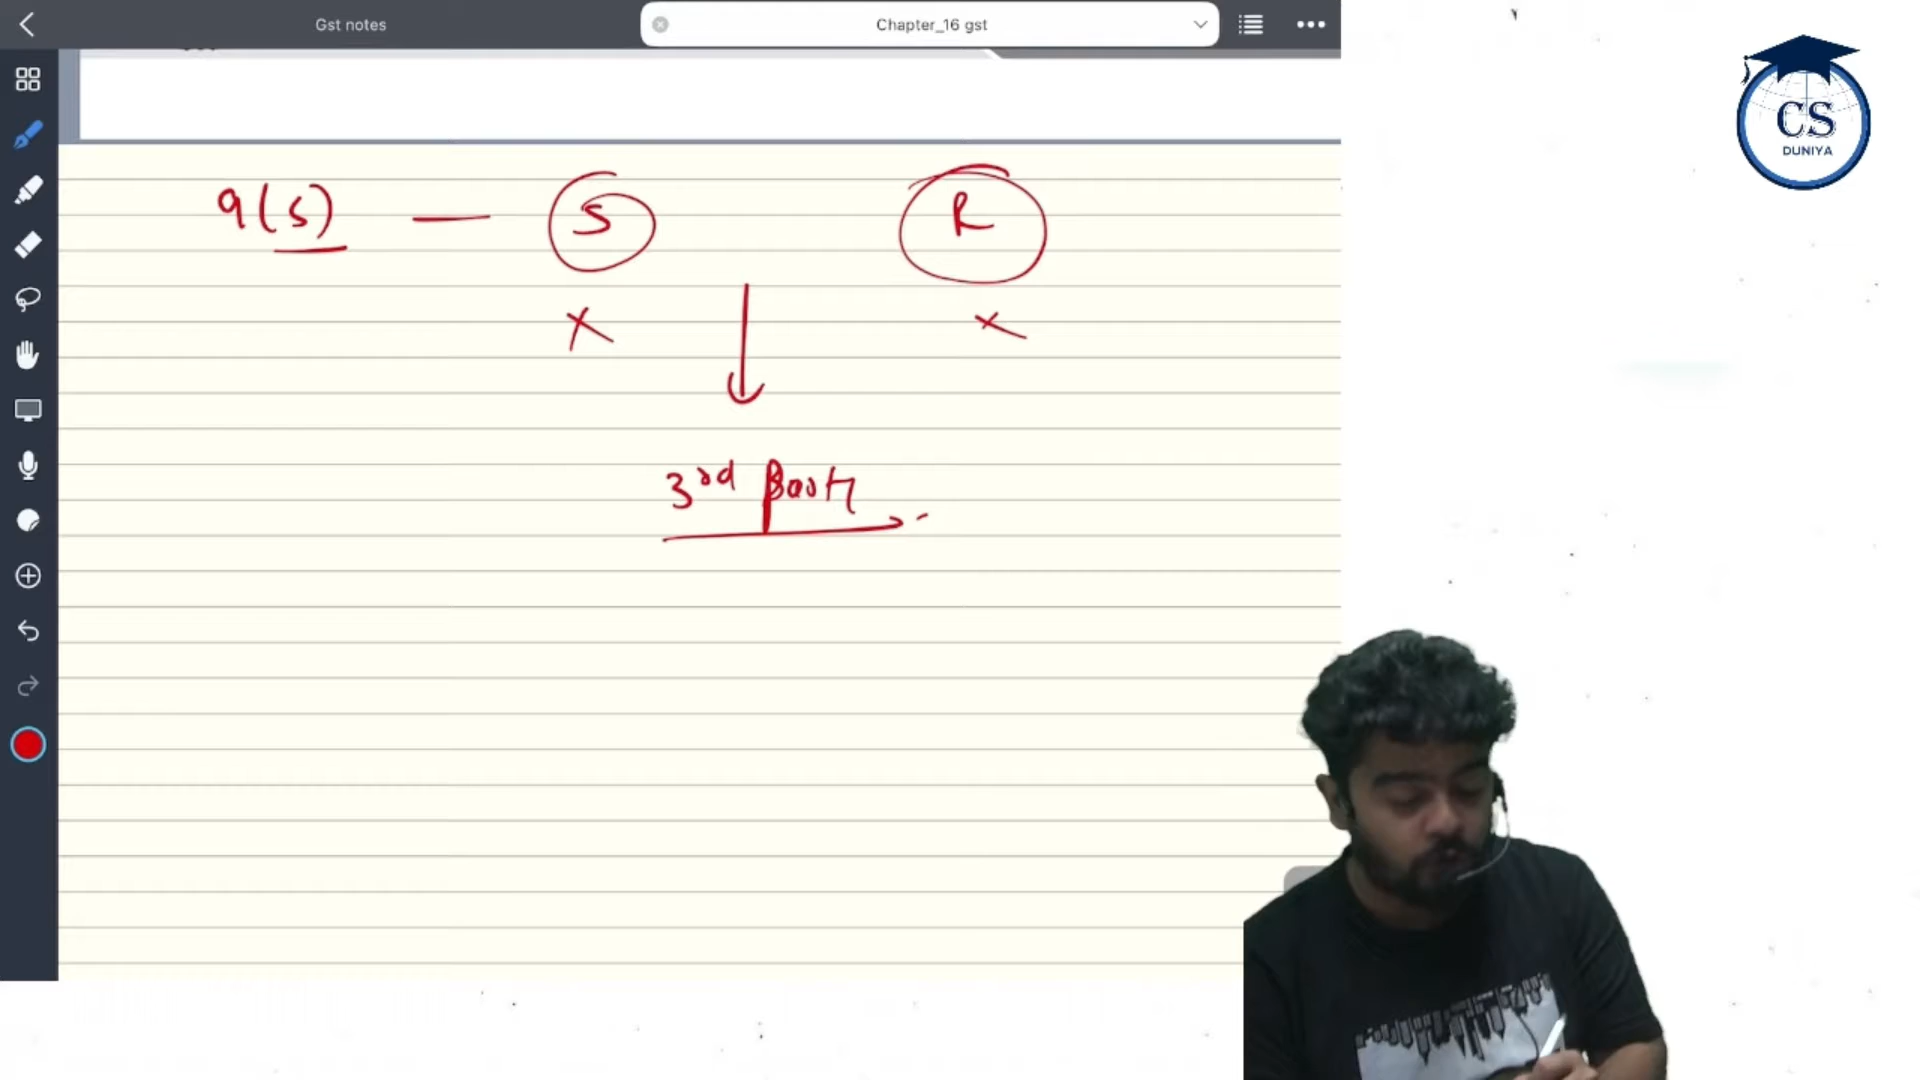 Gst notes
Chapter_16 gst
CS
DUNIYA
9(5) — S R
x x
3rd Party